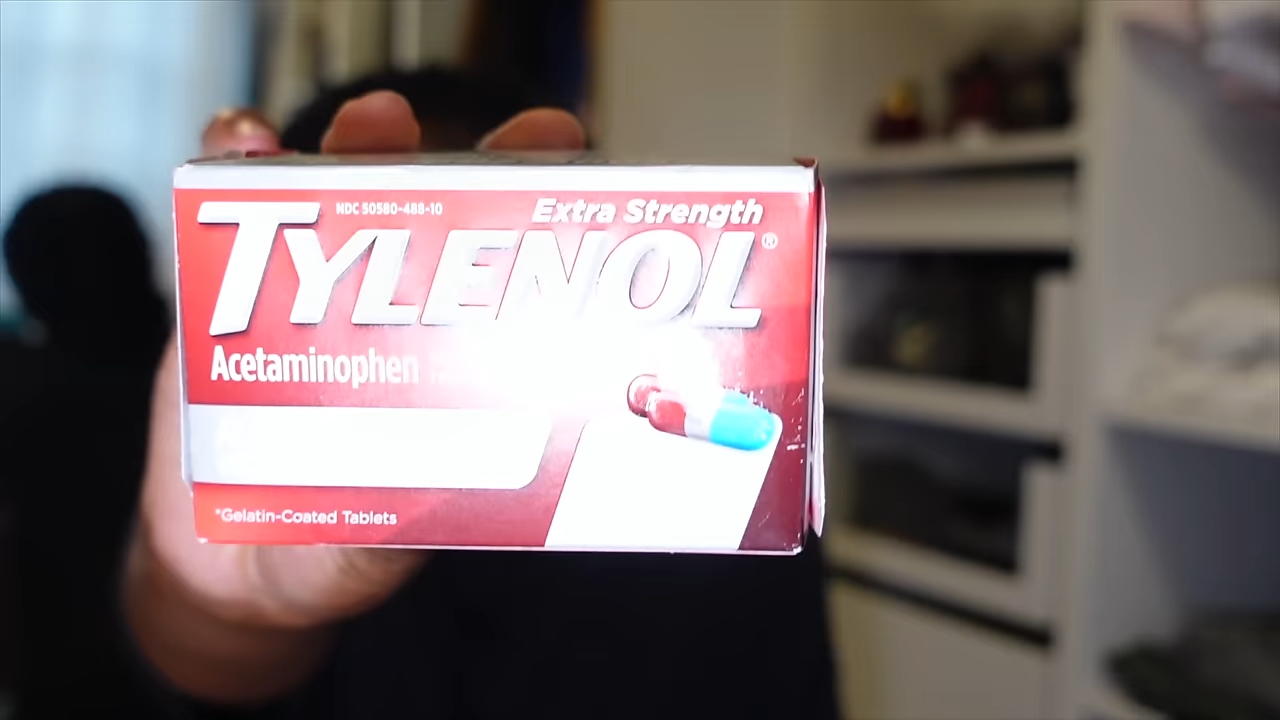 NDC 50580-488-10
Extra Strength
TYLENOL®
Acetaminophen
*Gelatin-Coated Tablets